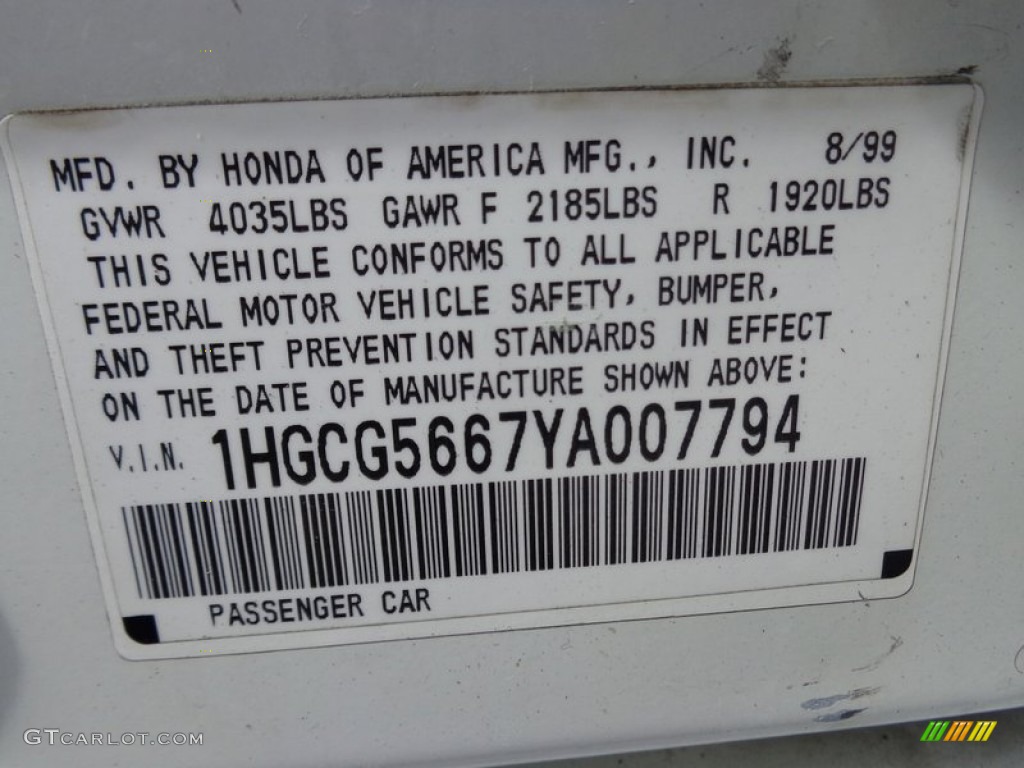 MFD. BY HONDA OF AMERICA MFG., INC. 8/99
GVWR 4035LBS GAWR F 2185LBS R 1920LBS
THIS VEHICLE CONFORMS TO ALL APPLICABLE
FEDERAL MOTOR VEHICLE SAFETY, BUMPER,
AND THEFT PREVENTION STANDARDS IN EFFECT
ON THE DATE OF MANUFACTURE SHOWN ABOVE:
V.I.N. 1HGCG5667YA007794
PASSENGER CAR
GTCARLOT.COM